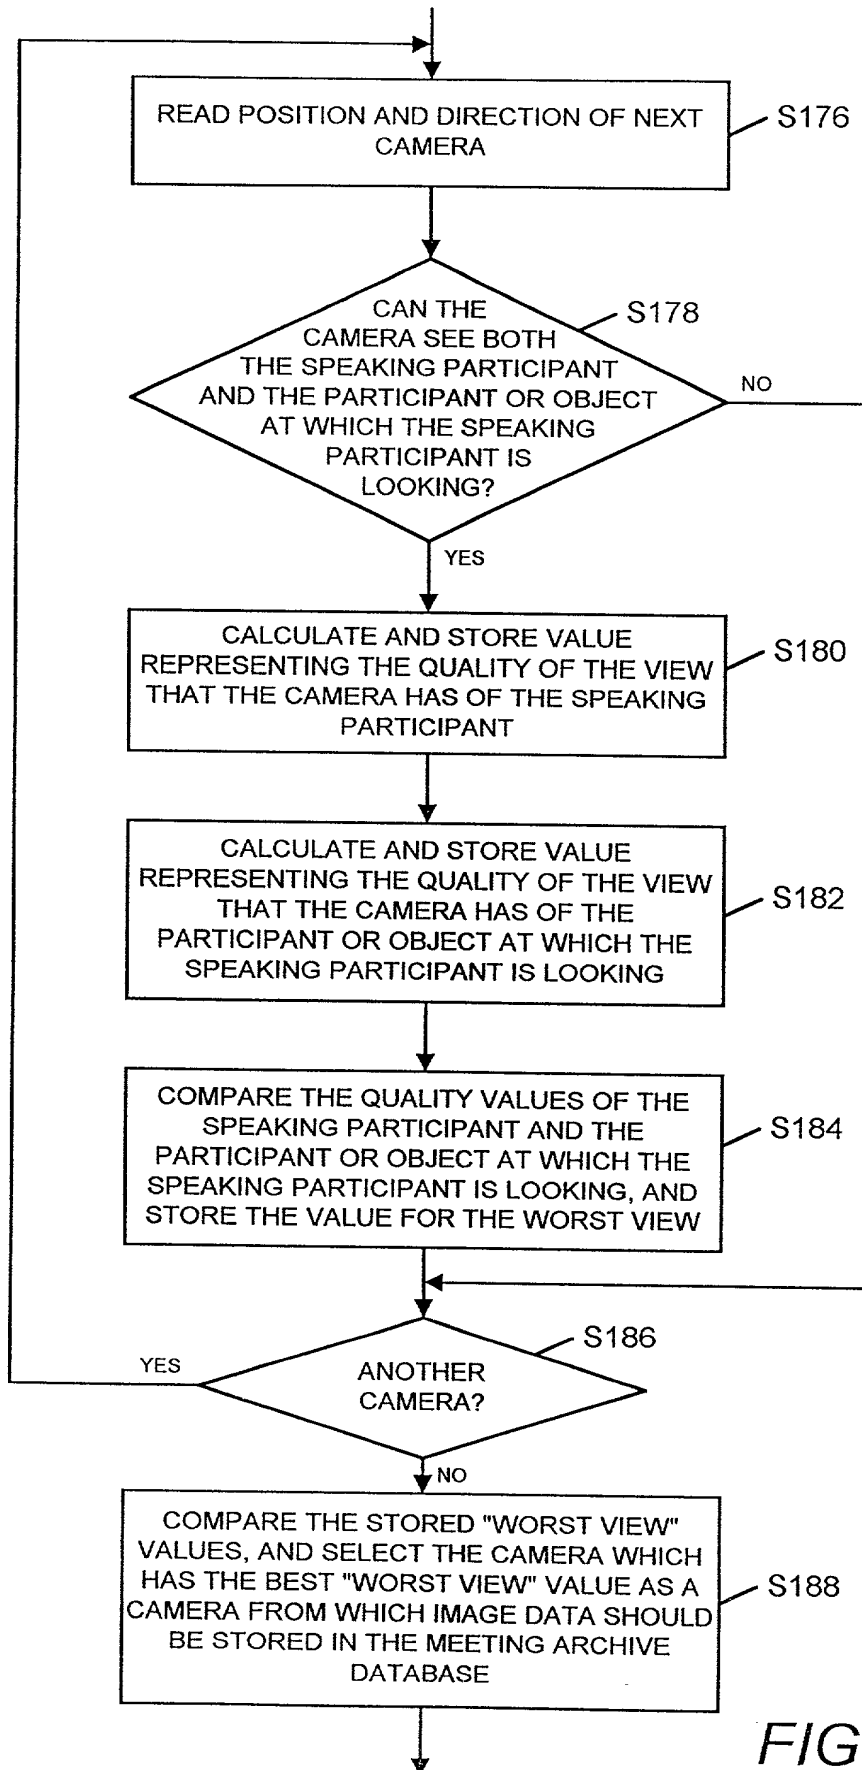 READ POSITION AND DIRECTION OF NEXT
CAMERA
S176
CAN THE
CAMERA SEE BOTH
THE SPEAKING PARTICIPANT
AND THE PARTICIPANT OR OBJECT
AT WHICH THE SPEAKING
PARTICIPANT IS
LOOKING?
S178
NO
YES
CALCULATE AND STORE VALUE
REPRESENTING THE QUALITY OF THE VIEW
THAT THE CAMERA HAS OF THE SPEAKING
PARTICIPANT
S180
CALCULATE AND STORE VALUE
REPRESENTING THE QUALITY OF THE VIEW
THAT THE CAMERA HAS OF THE
PARTICIPANT OR OBJECT AT WHICH THE
SPEAKING PARTICIPANT IS LOOKING
S182
COMPARE THE QUALITY VALUES OF THE
SPEAKING PARTICIPANT AND THE
PARTICIPANT OR OBJECT AT WHICH THE
SPEAKING PARTICIPANT IS LOOKING, AND
STORE THE VALUE FOR THE WORST VIEW
S184
YES
ANOTHER
CAMERA?
S186
NO
COMPARE THE STORED "WORST VIEW"
VALUES, AND SELECT THE CAMERA WHICH
HAS THE BEST "WORST VIEW" VALUE AS A
CAMERA FROM WHICH IMAGE DATA SHOULD
BE STORED IN THE MEETING ARCHIVE
DATABASE
S188
FIG